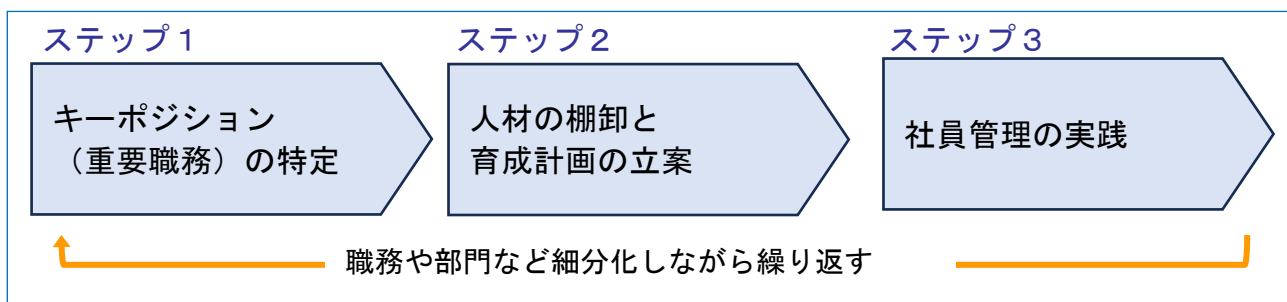 ステップ1
キーポジション
（重要職務）の特定
ステップ2
人材の棚卸と
育成計画の立案
ステップ3
社員管理の実践
職務や部門など細分化しながら繰り返す